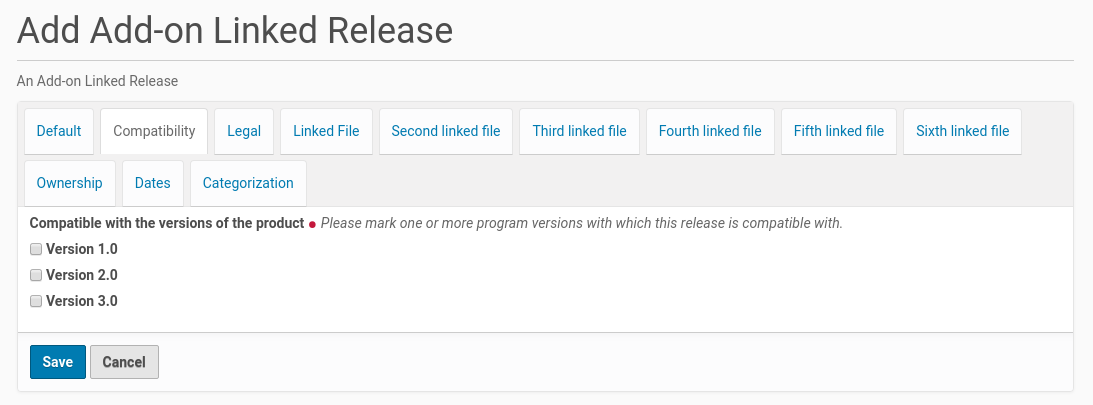 Add Add-on Linked Release
An Add-on Linked Release
Default Compatibility Legal Linked File Second linked file Third linked file Fourth linked file Fifth linked file Sixth linked file
Ownership Dates Categorization
Compatible with the versions of the product Please mark one or more program versions with which this release is compatible with.
Version 1.0
Version 2.0
Version 3.0
Save Cancel